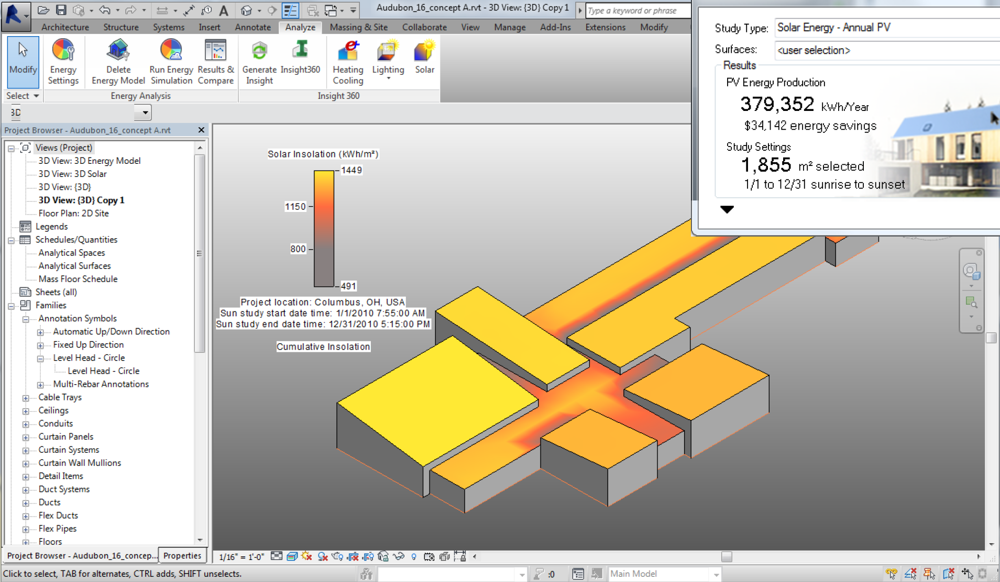 Audubon_16_concept A.rvt - 3D View: {3D} Copy 1
Type a keyword or phrase
Architecture Structure Systems Insert Annotate Analyze Massing & Site Collaborate View Manage Add-Ins Extensions Modify
Modify
Energy Settings
Delete Energy Model
Run Energy Simulation
Results & Compare
Generate Insight
Insight360
Heating Cooling
Lighting
Solar
Select
Energy Analysis
Insight 360
3D
Project Browser - Audubon_16_concept A.rvt
Views (Project)
3D View: 3D Energy Model
3D View: 3D Solar
3D View: {3D}
3D View: {3D} Copy 1
Floor Plan: 2D Site
Legends
Schedules/Quantities
Analytical Spaces
Analytical Surfaces
Mass Floor Schedule
Sheets (all)
Families
Annotation Symbols
Automatic Up/Down Direction
Fixed Up Direction
Level Head - Circle
Level Head - Circle
Multi-Rebar Annotations
Cable Trays
Ceilings
Conduits
Curtain Panels
Curtain Systems
Curtain Wall Mullions
Detail Items
Duct Systems
Ducts
Flex Ducts
Flex Pipes
Floors
Project Browser - Audubon_16_concep...
Properties
Solar Insolation (kWh/m²)
1449
1150
800
491
Project location: Columbus, OH, USA
Sun study start date time: 1/1/2010 7:55:00 AM
Sun study end date time: 12/31/2010 5:15:00 PM
Cumulative Insolation
Study Type: Solar Energy - Annual PV
Surfaces: <user selection>
Results
PV Energy Production
379,352 kWh/Year
$34,142 energy savings
Study Settings
1,855 m² selected
1/1 to 12/31 sunrise to sunset
1/16" = 1'-0"
Click to select, TAB for alternates, CTRL adds, SHIFT unselects.
:0
Main Model